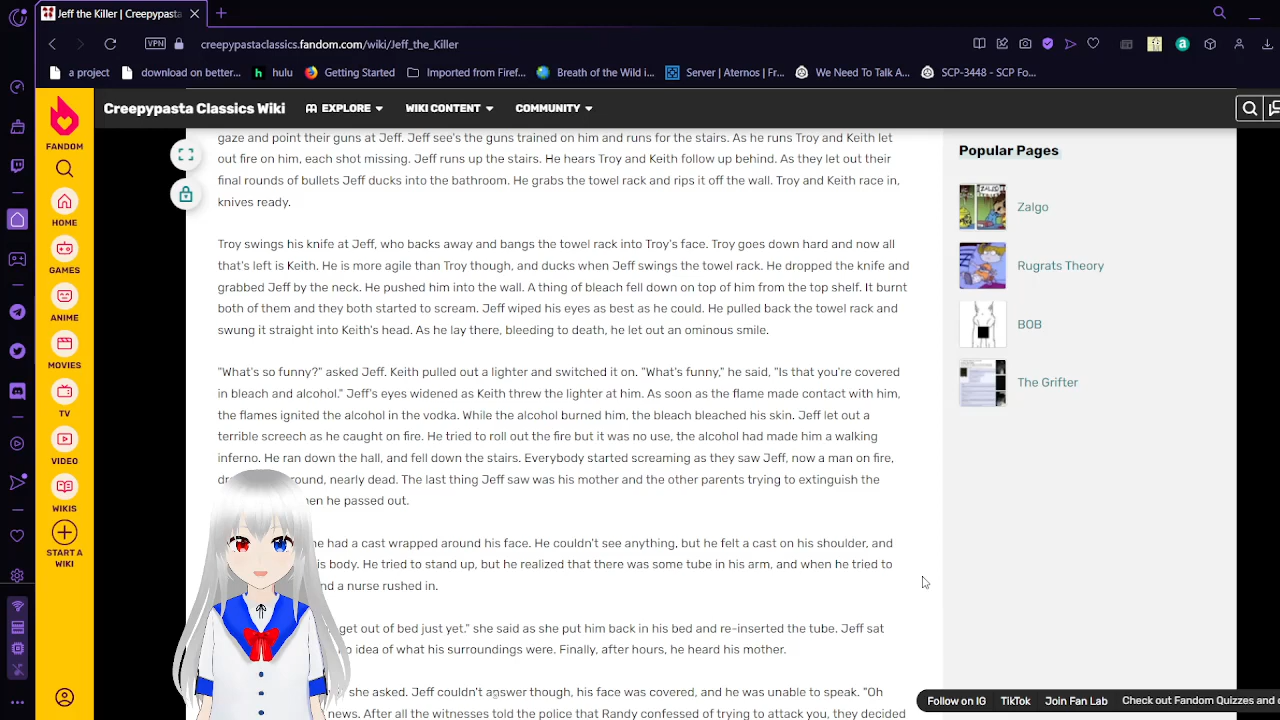 Jeff the Killer | Creepypasta
VPN
creepypastaclassics.fandom.com/wiki/Jeff_the_Killer
a project
download on better...
hulu
Getting Started
Imported from Firef...
Breath of the Wild i...
Server | Aternos | Fr...
We Need To Talk A...
SCP-3448 - SCP Fo...
Creepypasta Classics Wiki
EXPLORE
WIKI CONTENT
COMMUNITY
FANDOM
HOME
GAMES
ANIME
MOVIES
TV
VIDEO
WIKIS
START A
WIKI
gaze and point their guns at Jeff. Jeff see's the guns trained on him and runs for the stairs. As he runs Troy and Keith let
out fire on him, each shot missing. Jeff runs up the stairs. He hears Troy and Keith follow up behind. As they let out their
final rounds of bullets Jeff ducks into the bathroom. He grabs the towel rack and rips it off the wall. Troy and Keith race in,
knives ready.
Troy swings his knife at Jeff, who backs away and bangs the towel rack into Troy's face. Troy goes down hard and now all
that's left is Keith. He is more agile than Troy though, and ducks when Jeff swings the towel rack. He dropped the knife and
grabbed Jeff by the neck. He pushed him into the wall. A thing of bleach fell down on top of him from the top shelf. It burnt
both of them and they both started to scream. Jeff wiped his eyes as best as he could. He pulled back the towel rack and
swung it straight into Keith's head. As he lay there, bleeding to death, he let out an ominous smile.
"What's so funny?" asked Jeff. Keith pulled out a lighter and switched it on. "What's funny," he said, "Is that you're covered
in bleach and alcohol." Jeff's eyes widened as Keith threw the lighter at him. As soon as the flame made contact with him,
the flames ignited the alcohol in the vodka. While the alcohol burned him, the bleach bleached his skin. Jeff let out a
terrible screech as he caught on fire. He tried to roll out the fire but it was no use, the alcohol had made him a walking
inferno. He ran down the hall, and fell down the stairs. Everybody started screaming as they saw Jeff, now a man on fire,
nearly dead. The last thing Jeff saw was his mother and the other parents trying to extinguish the
he passed out.
he had a cast wrapped around his face. He couldn't see anything, but he felt a cast on his shoulder, and
body. He tried to stand up, but he realized that there was some tube in his arm, and when he tried to
and a nurse rushed in.
get out of bed just yet." she said as she put him back in his bed and re-inserted the tube. Jeff sat
idea of what his surroundings were. Finally, after hours, he heard his mother.
she asked. Jeff couldn't answer though, his face was covered, and he was unable to speak. "Oh
news. After all the witnesses told the police that Randy confessed of trying to attack you, they decided
Popular Pages
Zalgo
Rugrats Theory
BOB
The Grifter
Follow on IG
TikTok
Join Fan Lab
Check out Fandom Quizzes and